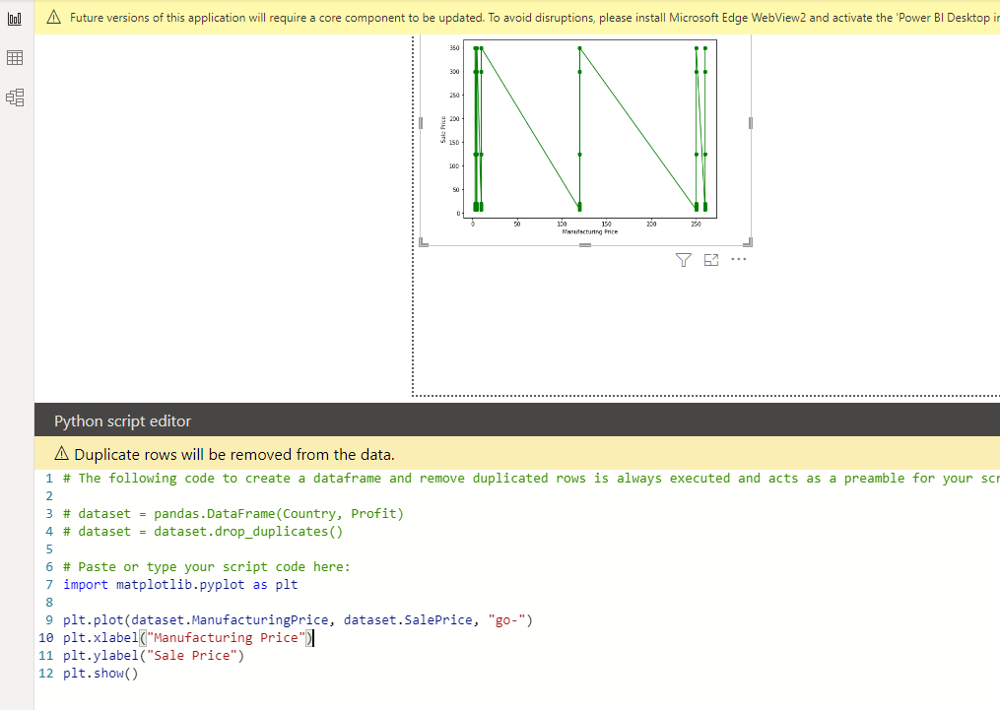 Future versions of this application will require a core component to be updated. To avoid disruptions, please install Microsoft Edge WebView2 and activate the 'Power BI Desktop in
350
300
250
200
150
100
50
0
Sale Price
0 50 100 150 200 250
Manufacturing Price
Python script editor
Duplicate rows will be removed from the data.
1 # The following code to create a dataframe and remove duplicated rows is always executed and acts as a preamble for your scr
2
3 # dataset = pandas.DataFrame(Country, Profit)
4 # dataset = dataset.drop_duplicates()
5
6 # Paste or type your script code here:
7 import matplotlib.pyplot as plt
8
9 plt.plot(dataset.ManufacturingPrice, dataset.SalePrice, "go-")
10 plt.xlabel("Manufacturing Price")
11 plt.ylabel("Sale Price")
12 plt.show()